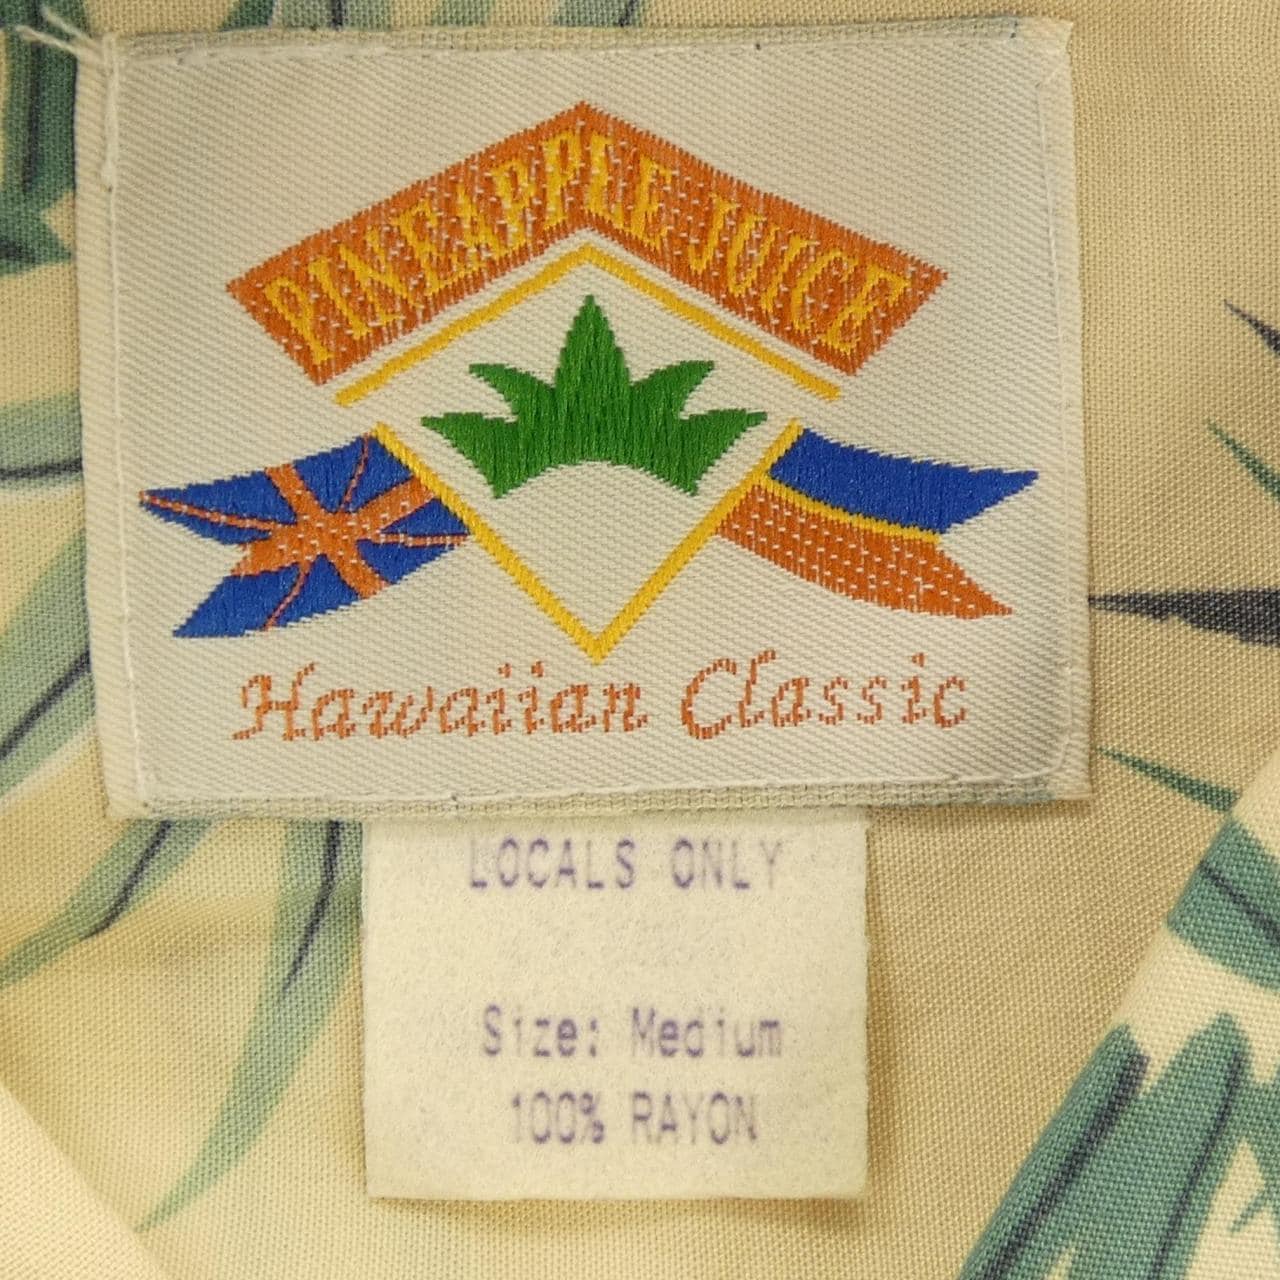 PINEAPPLE JUICE
Hawaiian Classic
LOCALS ONLY
Size: Medium
100% RAYON